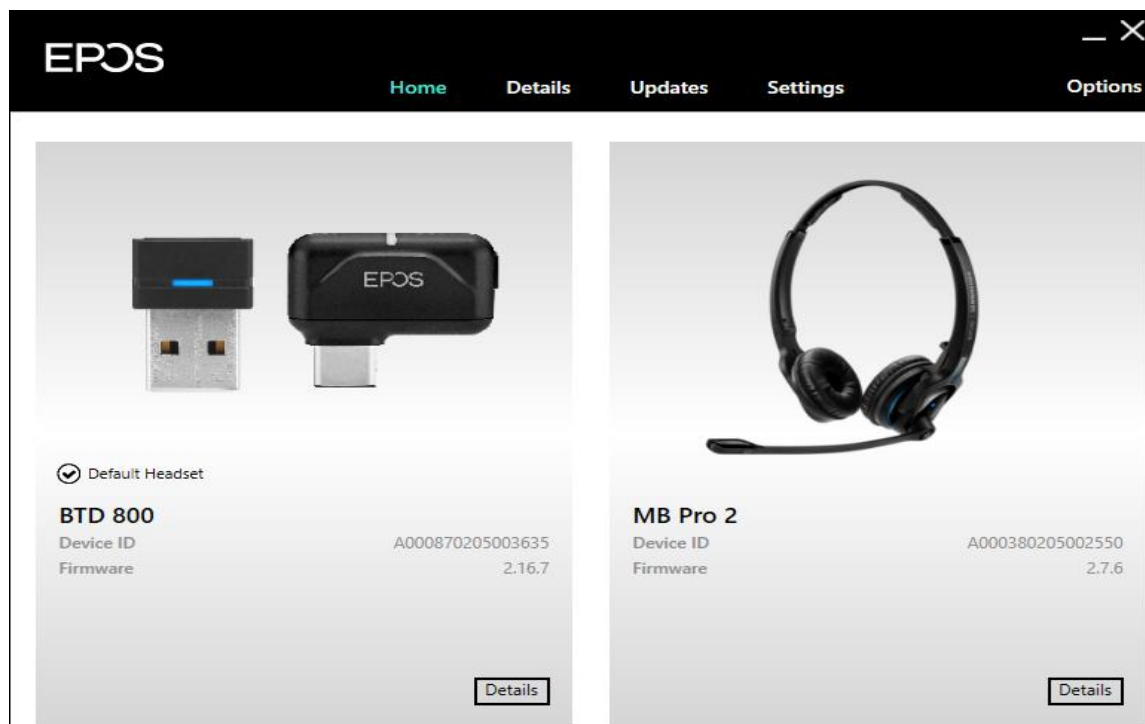 EPOS
Home Details Updates Settings Options
EPOS
Default Headset
BTD 800
Device ID A000870205003635
Firmware 2.16.7
Details
MB Pro 2
Device ID A000380205002550
Firmware 2.7.6
Details